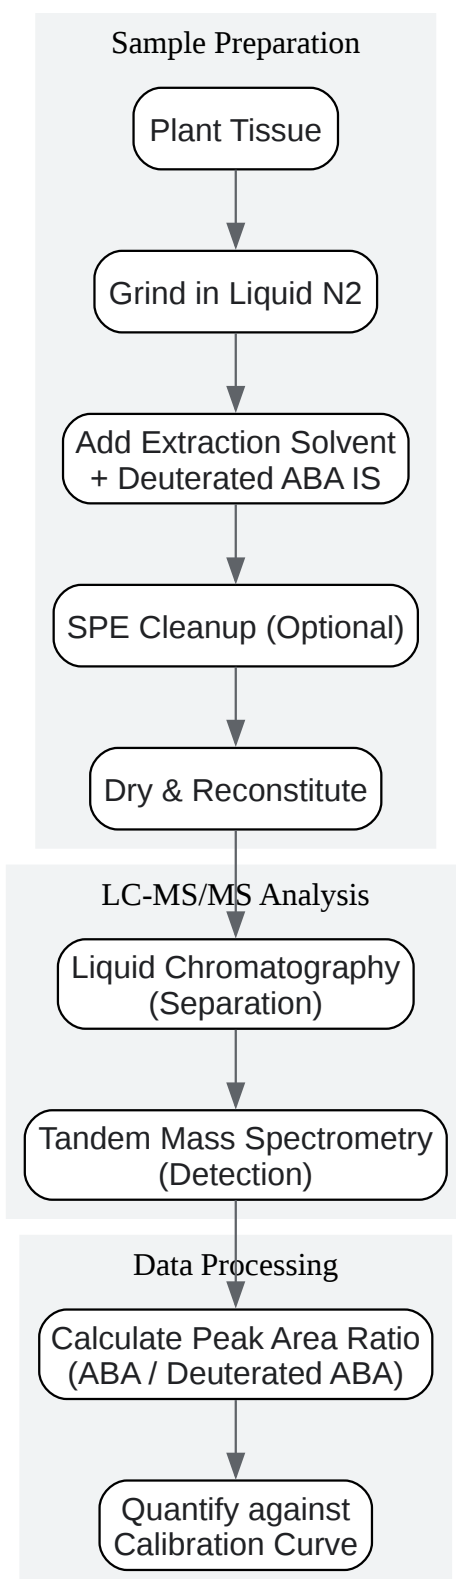 Sample Preparation
Plant Tissue
Grind in Liquid N2
Add Extraction Solvent
+ Deuterated ABA IS
SPE Cleanup (Optional)
Dry & Reconstitute
LC-MS/MS Analysis
Liquid Chromatography
(Separation)
Tandem Mass Spectrometry
(Detection)
Data Processing
Calculate Peak Area Ratio
(ABA / Deuterated ABA)
Quantify against
Calibration Curve